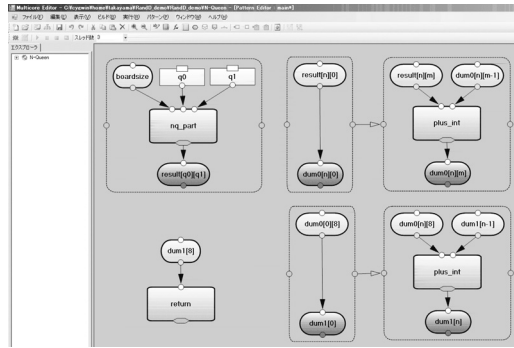 Multicore Editor - C:¥cygwin¥home¥takayama¥RandD_demo¥RandD_demo¥N-Queen - [Pattern Editor main*]
ファイル(F) 編集(E) 表示(V) ビルド(B) 実行(R) パターン(P) ウィンドウ(W) ヘルプ(H)
スレッド数 3
エクスプローラ
N-Queen
boardsize q0 q1
nq_part
result[q0][q1]
result[n][0]
dum0[n][0]
result[n][m] dum0[n][m-1]
plus_int
dum0[n][m]
dum1[8]
return
dum0[0][8]
dum1[0]
dum0[n][8] dum1[n-1]
plus_int
dum1[n]